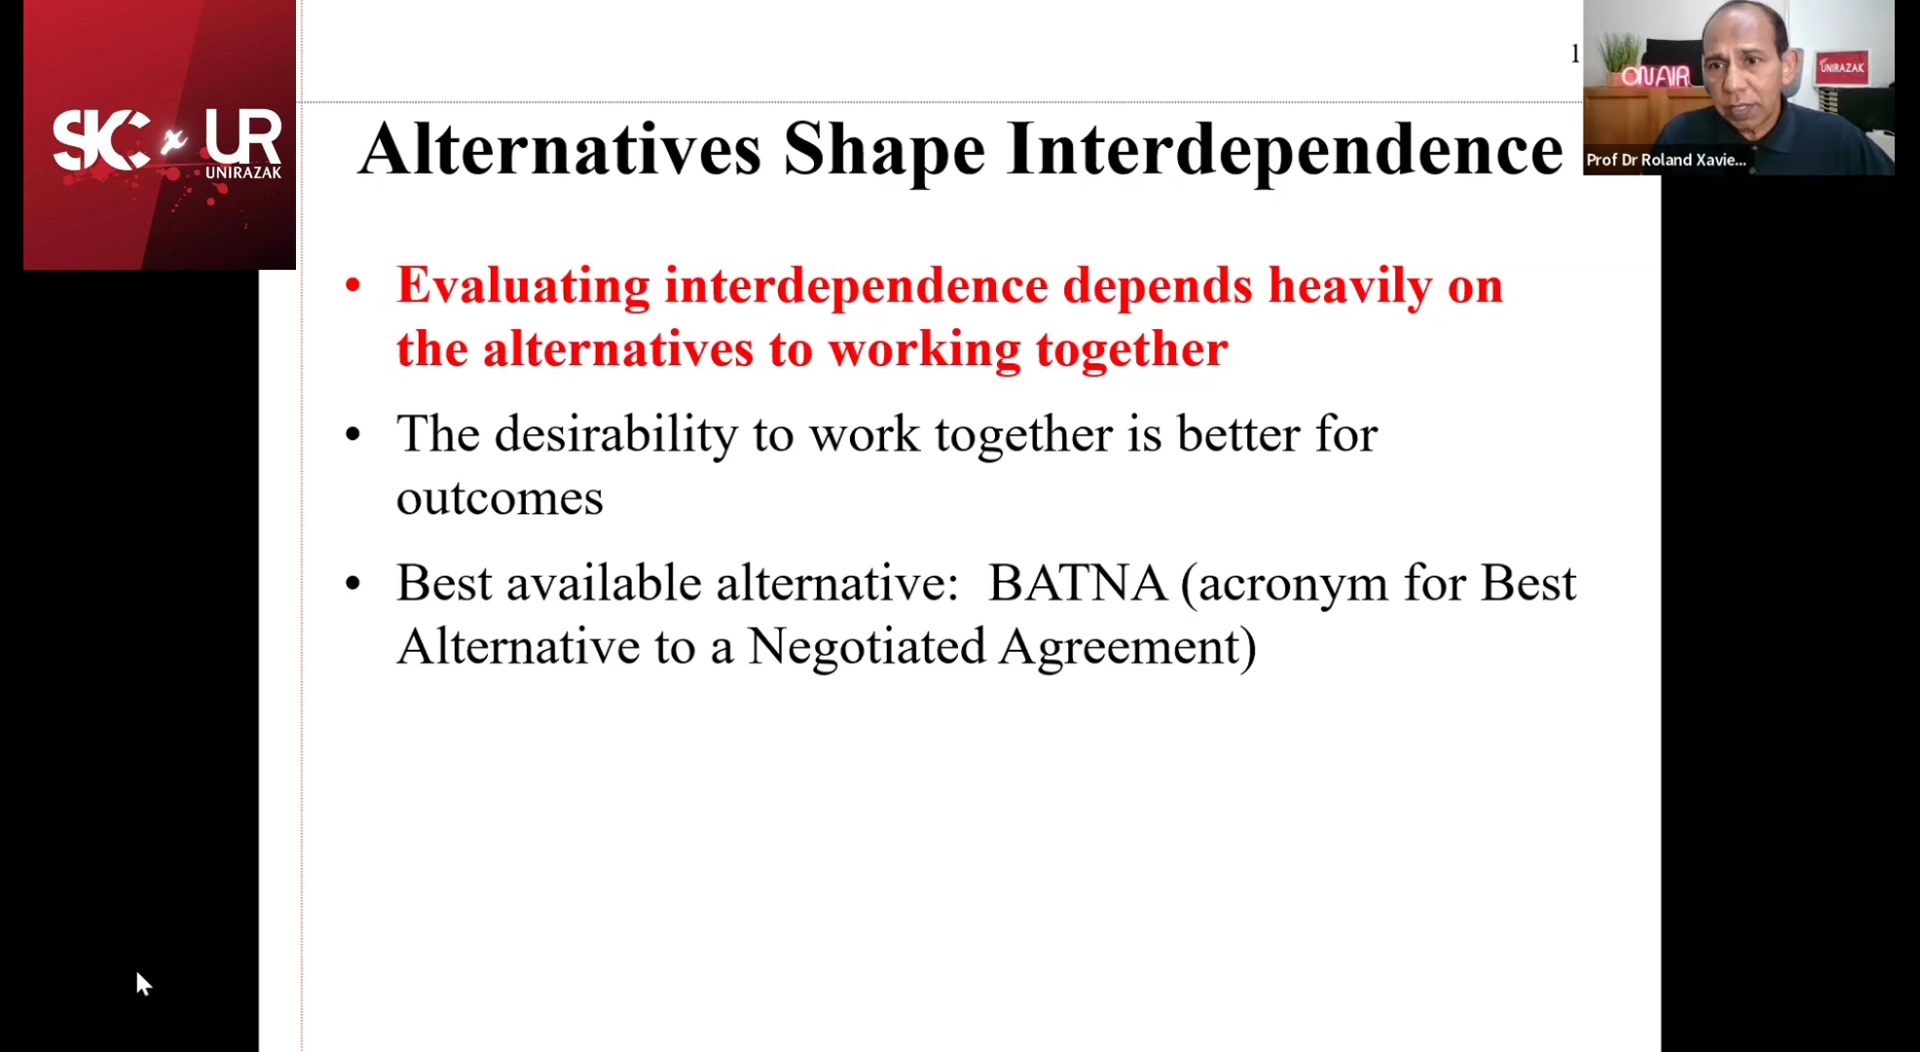 SIC x UR
UNIRAZAK
1
ON AIR
UNIRAZAK
Prof Dr Roland Xavie...
Alternatives Shape Interdependence
• Evaluating interdependence depends heavily on
the alternatives to working together
• The desirability to work together is better for
outcomes
• Best available alternative: BATNA (acronym for Best
Alternative to a Negotiated Agreement)